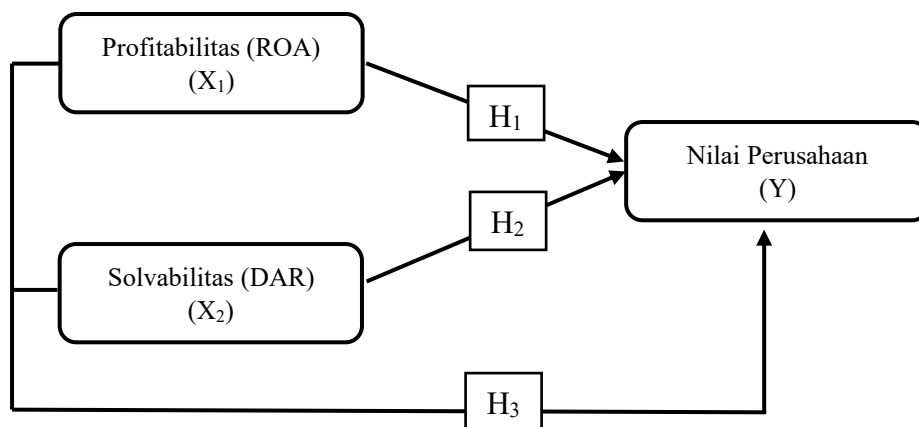 Profitabilitas (ROA)
(X₁)
H₁
Nilai Perusahaan
(Y)
H₂
Solvabilitas (DAR)
(X₂)
H₃